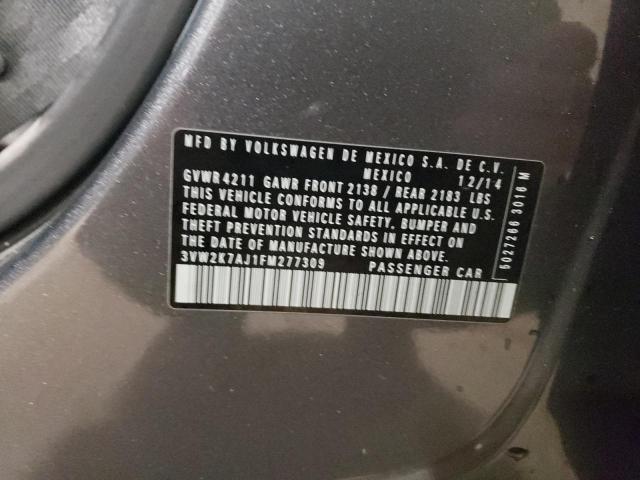 MFD BY VOLKSWAGEN DE MEXICO S.A. DE C.V.
MEXICO 12/14
GVWR 4211 GAWR FRONT 2138 / REAR 2183 LBS
THIS VEHICLE CONFORMS TO ALL APPLICABLE U.S.
FEDERAL MOTOR VEHICLE SAFETY, BUMPER AND
THEFT PREVENTION STANDARDS IN EFFECT ON
THE DATE OF MANUFACTURE SHOWN ABOVE.
3VW2K7AJ1FM277309 PASSENGER CAR
5027266 3016 M